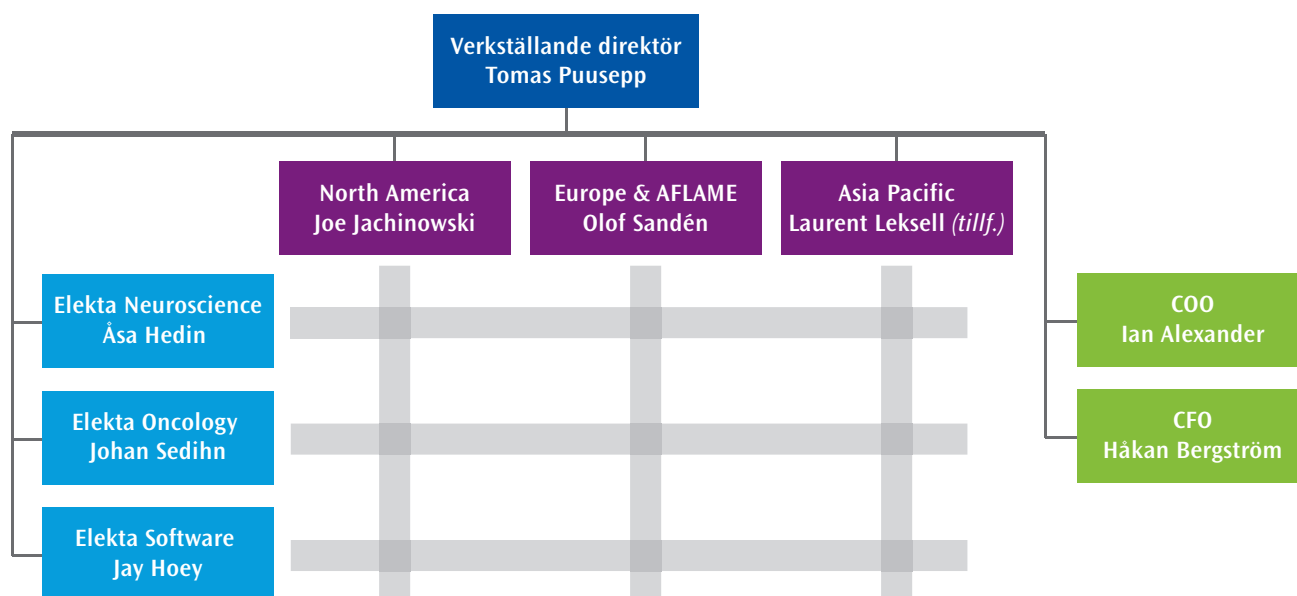 Verkställande direktör
Tomas Puusepp
North America
Joe Jachinowski
Europe & AFLAME
Olof Sandén
Asia Pacific
Laurent Leksell (tillf.)
Elekta Neuroscience
Åsa Hedin
COO
Ian Alexander
Elekta Oncology
Johan Sedihn
CFO
Håkan Bergström
Elekta Software
Jay Hoey